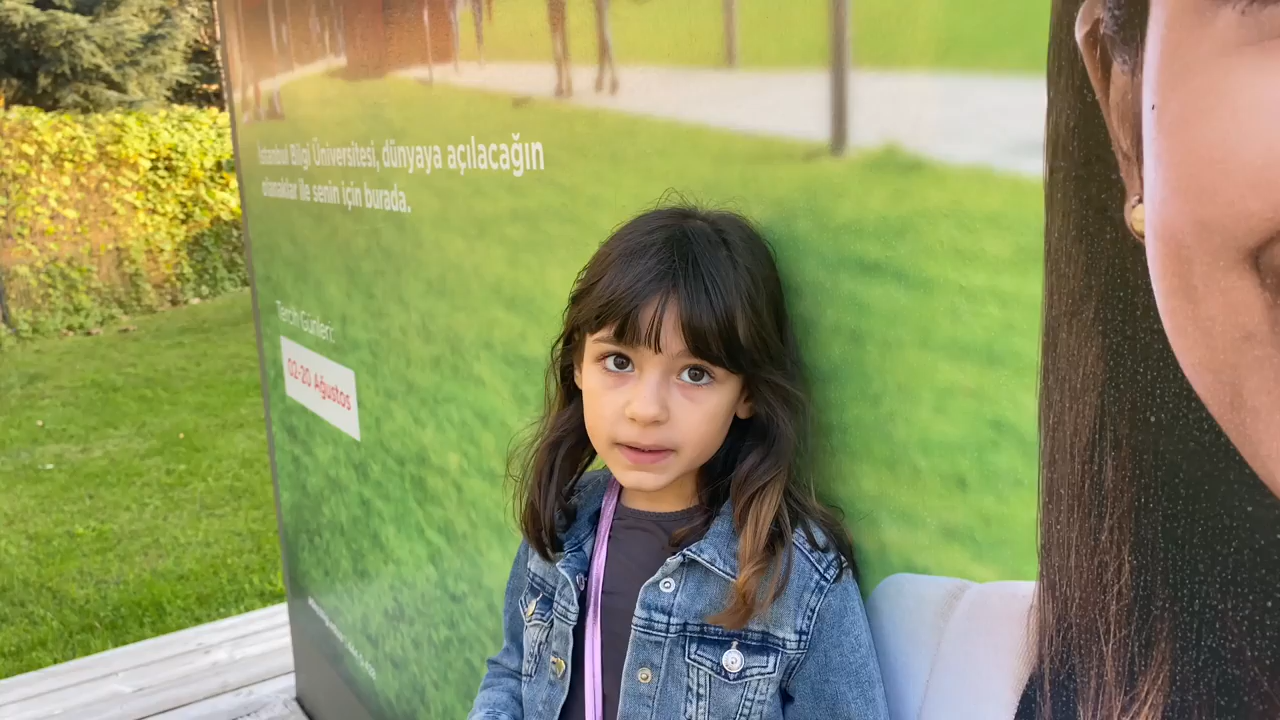 İstanbul Bilgi Üniversitesi, dünyaya açılacağın
olanaklar ile senin için burada.
Tercih Günleri:
02-20 Ağustos